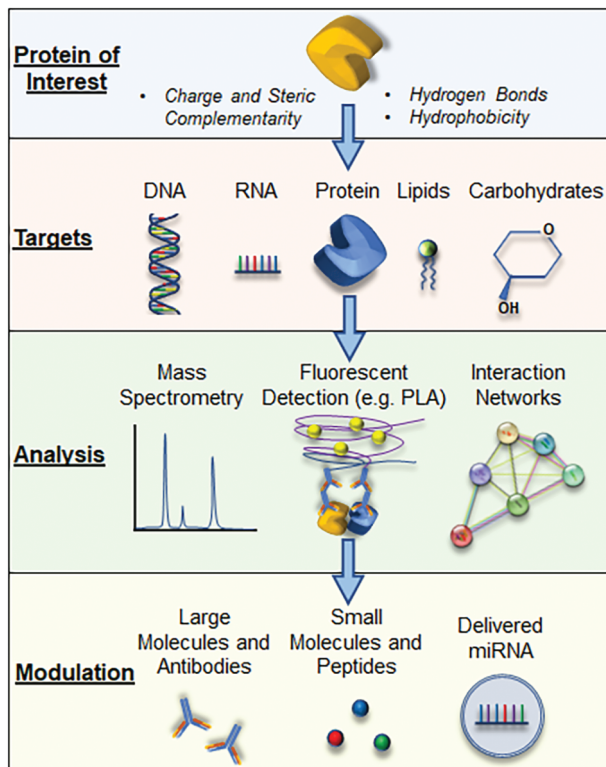 Protein of
Interest
• Charge and Steric
Complementarity
• Hydrogen Bonds
• Hydrophobicity
Targets
DNA
RNA
Protein
Lipids
Carbohydrates
O
OH
Analysis
Mass
Spectrometry
Fluorescent
Detection (e.g. PLA)
Interaction
Networks
Modulation
Large
Molecules and
Antibodies
Small
Molecules and
Peptides
Delivered
miRNA